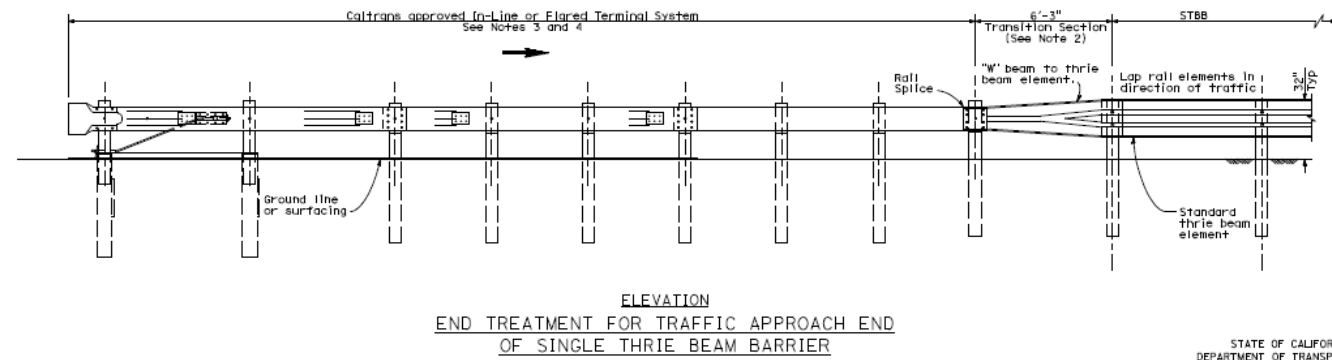 Caltrans approved In-Line or Flared Terminal System
See Notes 3 and 4
6'-3"
Transition Section
(See Note 2)
STBB
Rail
Splice
"W" beam to thrie
beam element.
Lap rail elements in
direction of traffic
32"
Typ
Ground line
or surfacing
Standard
thrie beam
element
ELEVATION
END TREATMENT FOR TRAFFIC APPROACH END
OF SINGLE THRIE BEAM BARRIER
STATE OF CALIFOR
DEPARTMENT OF TRANSP